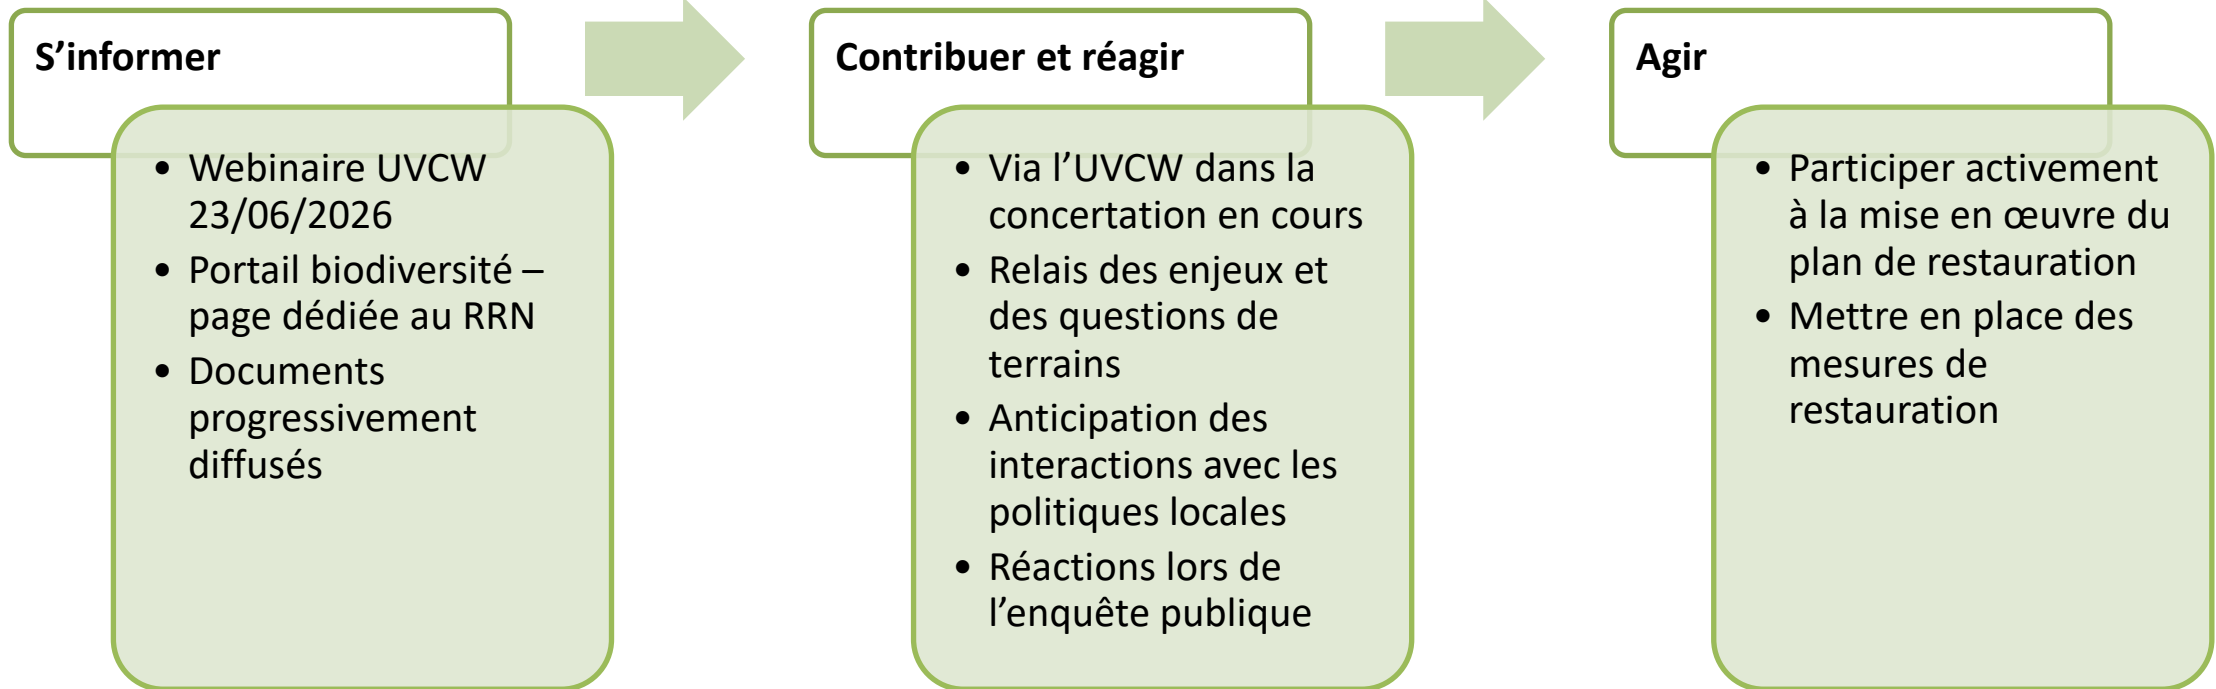 S’informer
• Webinaire UVCW
23/06/2026
• Portail biodiversité –
page dédiée au RRN
• Documents
progressivement
diffusés
Contribuer et réagir
• Via l’UVCW dans la
concertation en cours
• Relais des enjeux et
des questions de
terrains
• Anticipation des
interactions avec les
politiques locales
• Réactions lors de
l’enquête publique
Agir
• Participer activement
à la mise en œuvre du
plan de restauration
• Mettre en place des
mesures de
restauration